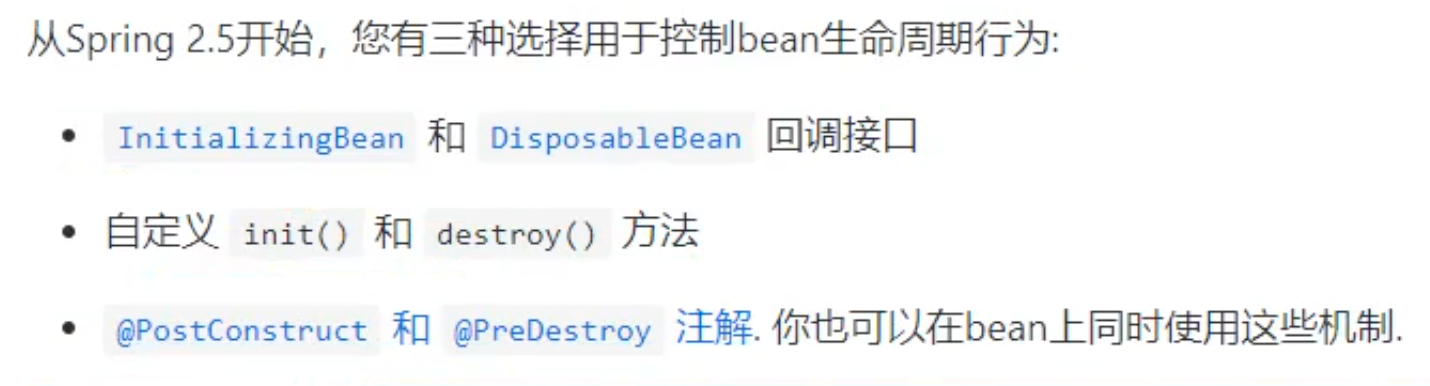 从Spring 2.5开始，您有三种选择用于控制bean生命周期行为:
• InitializingBean 和 DisposableBean 回调接口
• 自定义 init() 和 destroy() 方法
• @PostConstruct 和 @PreDestroy 注解. 你也可以在bean上同时使用这些机制.